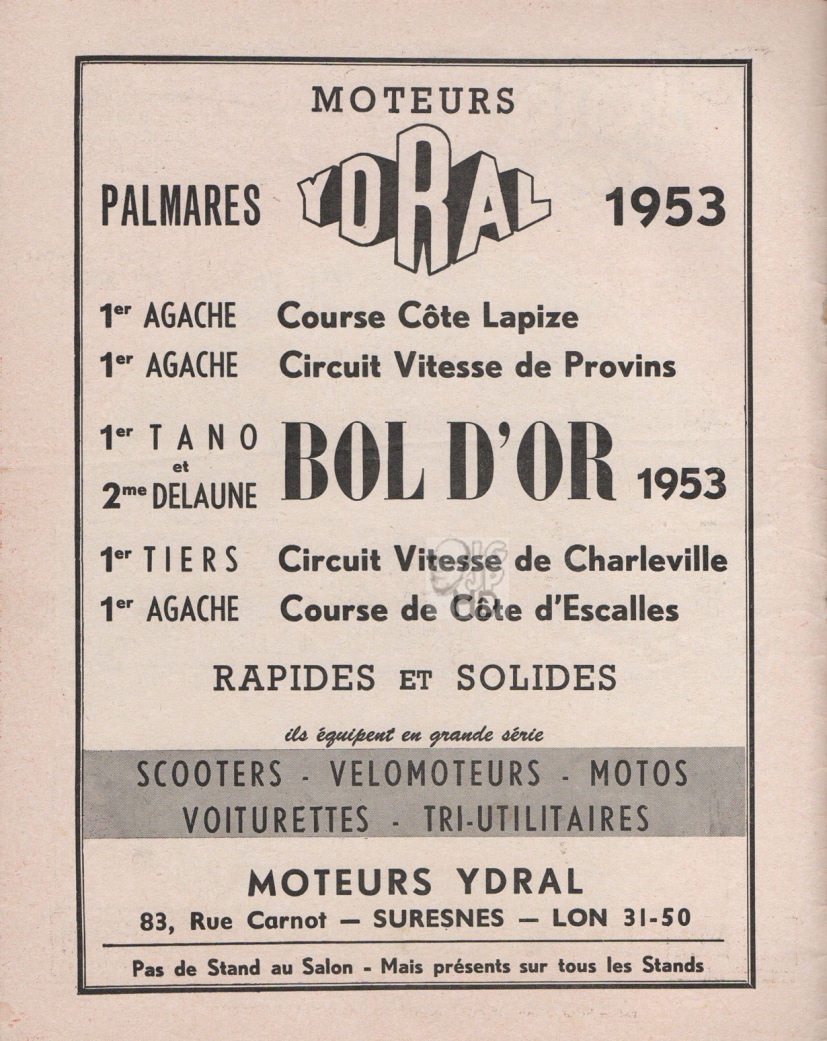 MOTEURS
YDRAL
PALMARES 1953
1er AGACHE Course Côte Lapize
1er AGACHE Circuit Vitesse de Provins
1er TANO
et
2me DELAUNE
BOL D'OR 1953
1er TIERS Circuit Vitesse de Charleville
1er AGACHE Course de Côte d'Escalles
RAPIDES ET SOLIDES
ils équipent en grande série
SCOOTERS - VELOMOTEURS - MOTOS
VOITURETTES - TRI-UTILITAIRES
MOTEURS YDRAL
83, Rue Carnot — SURESNES — LON 31-50
Pas de Stand au Salon - Mais présents sur tous les Stands